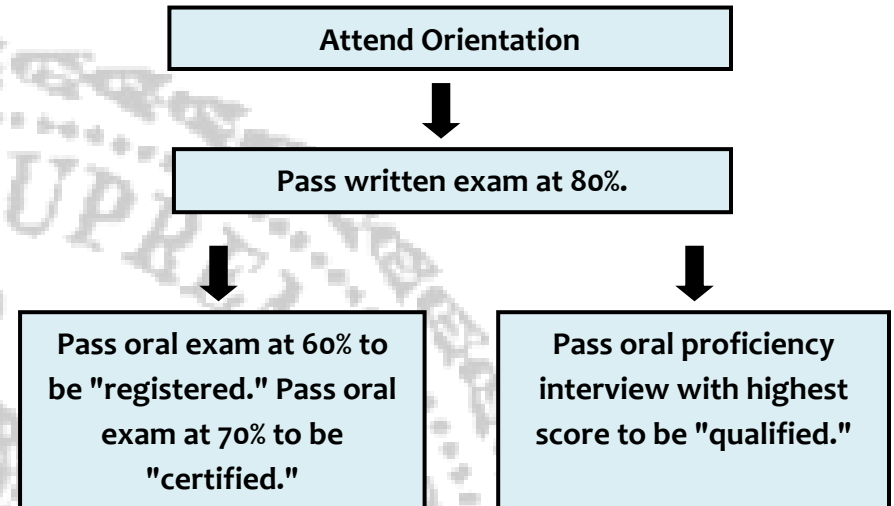 Attend Orientation
Pass written exam at 80%.
Pass oral exam at 60% to
be "registered." Pass oral
exam at 70% to be
"certified."
Pass oral proficiency
interview with highest
score to be "qualified."
UPRE